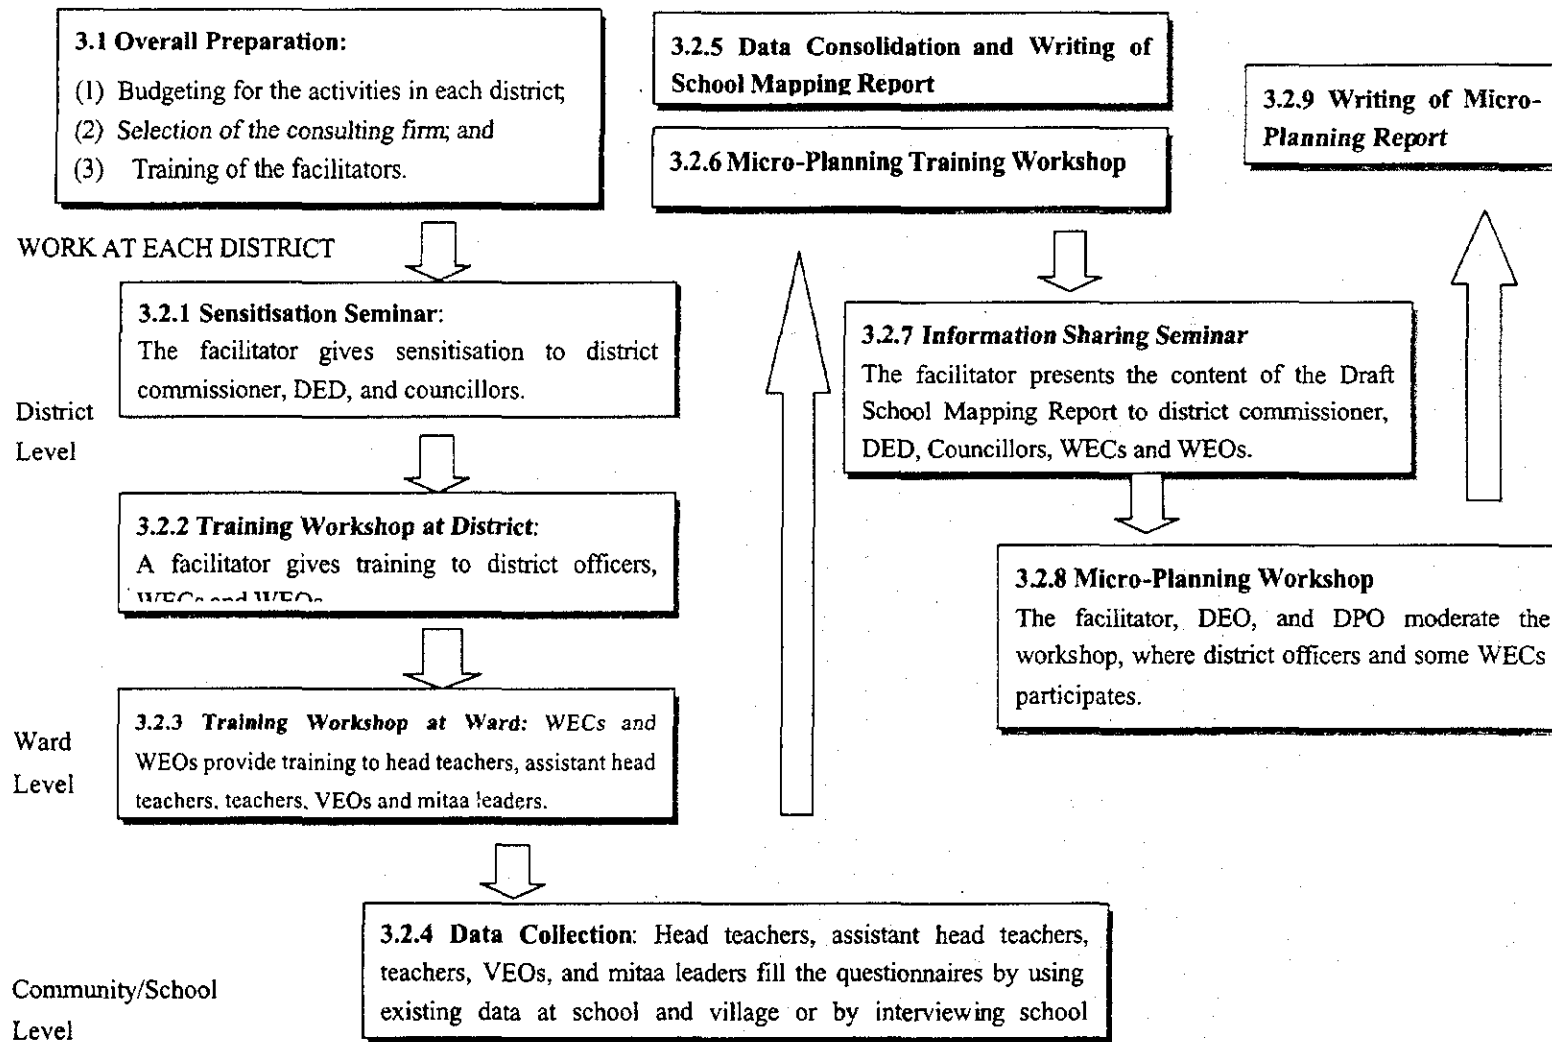 3.1 Overall Preparation:
(1) Budgeting for the activities in each district;
(2) Selection of the consulting firm; and
(3) Training of the facilitators.
WORK AT EACH DISTRICT
3.2.1 Sensitisation Seminar:
The facilitator gives sensitisation to district
commissioner, DED, and councillors.
District
Level
3.2.2 Training Workshop at District:
A facilitator gives training to district officers,
WECs and WEOs
3.2.3 Training Workshop at Ward: WECs and
WEOs provide training to head teachers, assistant head
teachers, teachers, VEOs and mitaa leaders.
Ward
Level
3.2.4 Data Collection: Head teachers, assistant head teachers,
teachers, VEOs, and mitaa leaders fill the questionnaires by using
existing data at school and village or by interviewing school
Community/School
Level
3.2.5 Data Consolidation and Writing of
School Mapping Report
3.2.6 Micro-Planning Training Workshop
3.2.7 Information Sharing Seminar
The facilitator presents the content of the Draft
School Mapping Report to district commissioner,
DED, Councillors, WECs and WEOs.
3.2.8 Micro-Planning Workshop
The facilitator, DEO, and DPO moderate the
workshop, where district officers and some WECs
participates.
3.2.9 Writing of Micro-
Planning Report